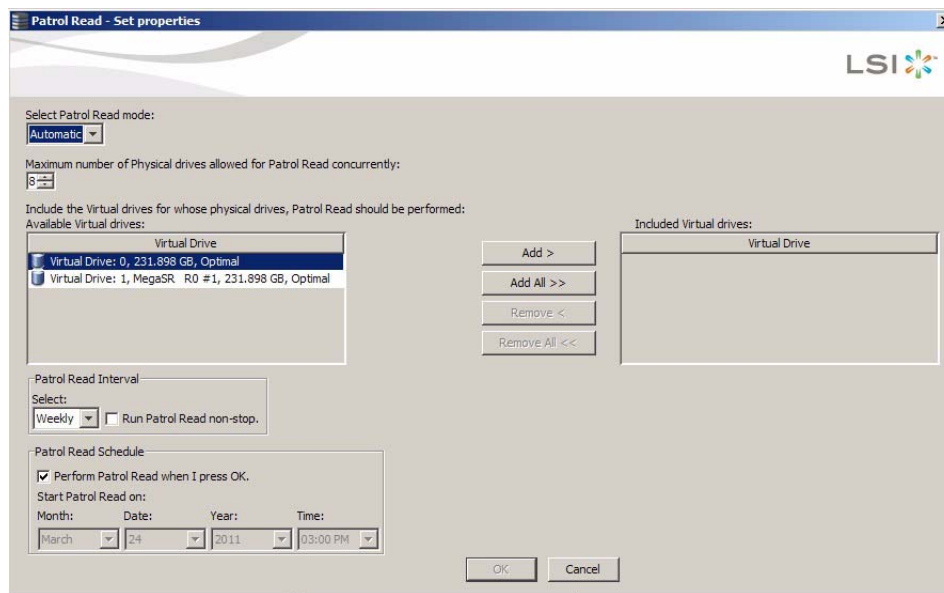 Patrol Read - Set properties
LSI
Select Patrol Read mode:
Automatic
Maximum number of Physical drives allowed for Patrol Read concurrently:
8
Include the Virtual drives for whose physical drives, Patrol Read should be performed:
Available Virtual drives:
Included Virtual drives:
Virtual Drive
Virtual Drive
Virtual Drive: 0, 231.898 GB, Optimal
Virtual Drive: 1, MegaSR R0 #1, 231.898 GB, Optimal
Add >
Add All >>
Remove <
Remove All <<
Patrol Read Interval
Select:
Weekly
Run Patrol Read non-stop.
Patrol Read Schedule
Perform Patrol Read when I press OK.
Start Patrol Read on:
Month: Date: Year: Time:
March 24 2011 03:00 PM
OK Cancel